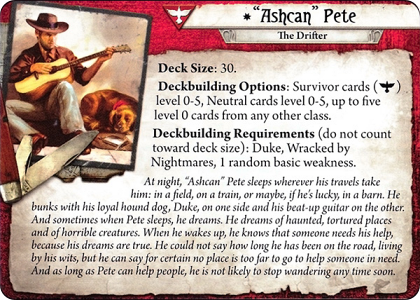 "Ashcan" Pete
The Drifter
Deck Size: 30.
Deckbuilding Options: Survivor cards ( )
level 0-5, Neutral cards level 0-5, up to five
level 0 cards from any other class.
Deckbuilding Requirements (do not count
toward deck size): Duke, Wracked by
Nightmares, 1 random basic weakness.
At night, "Ashcan" Pete sleeps wherever his travels take
him: in a field, on a train, or maybe, if he's lucky, in a barn. He
bunks with his loyal hound dog, Duke, on one side and his beat-up guitar on the other.
And sometimes when Pete sleeps, he dreams. He dreams of haunted, tortured places
and of horrible creatures. When he wakes up, he knows that someone needs his help,
because his dreams are true. He could not say how long he has been on the road, living
by his wits, but he can say for certain no place is too far to go to help someone in need.
And as long as Pete can help people, he is not likely to stop wandering any time soon.